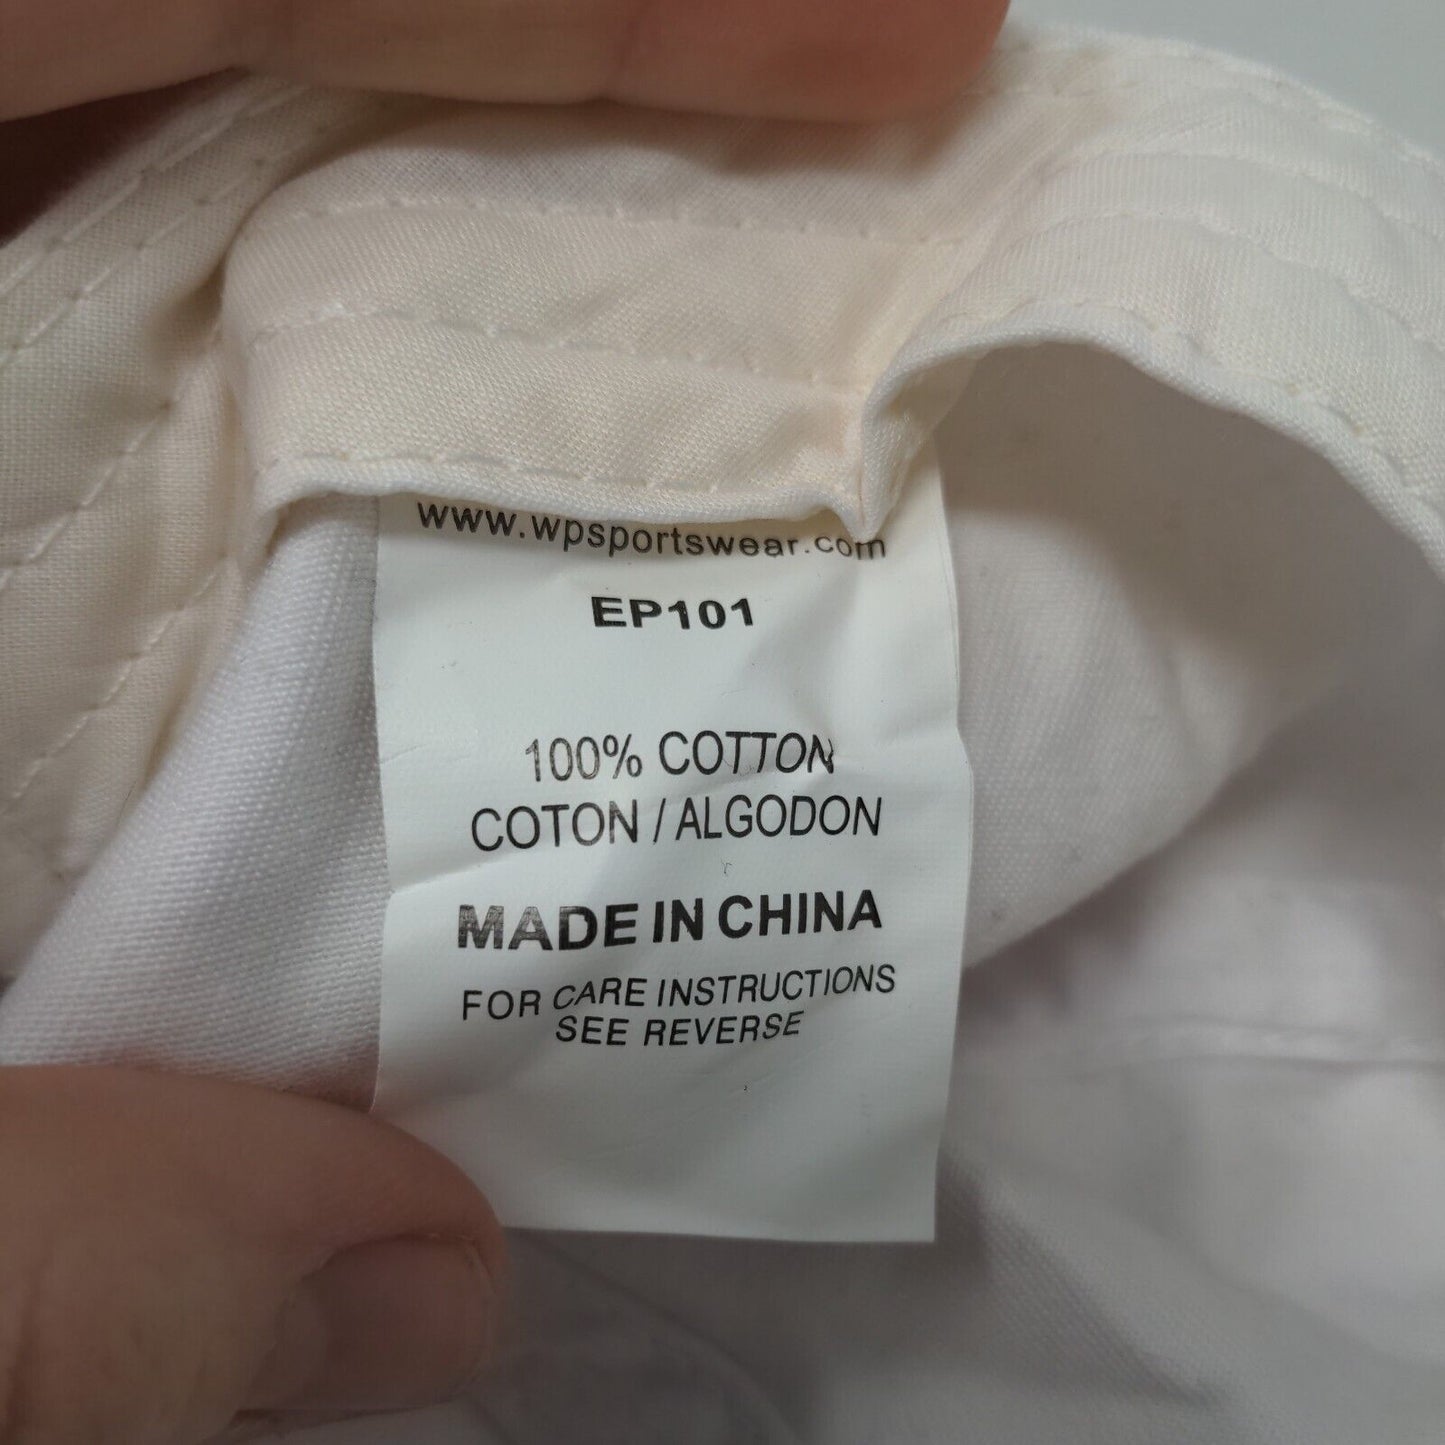 www.wpsportswear.com
EP101
100% COTTON
COTON / ALGODON
MADE IN CHINA
FOR CARE INSTRUCTIONS
SEE REVERSE